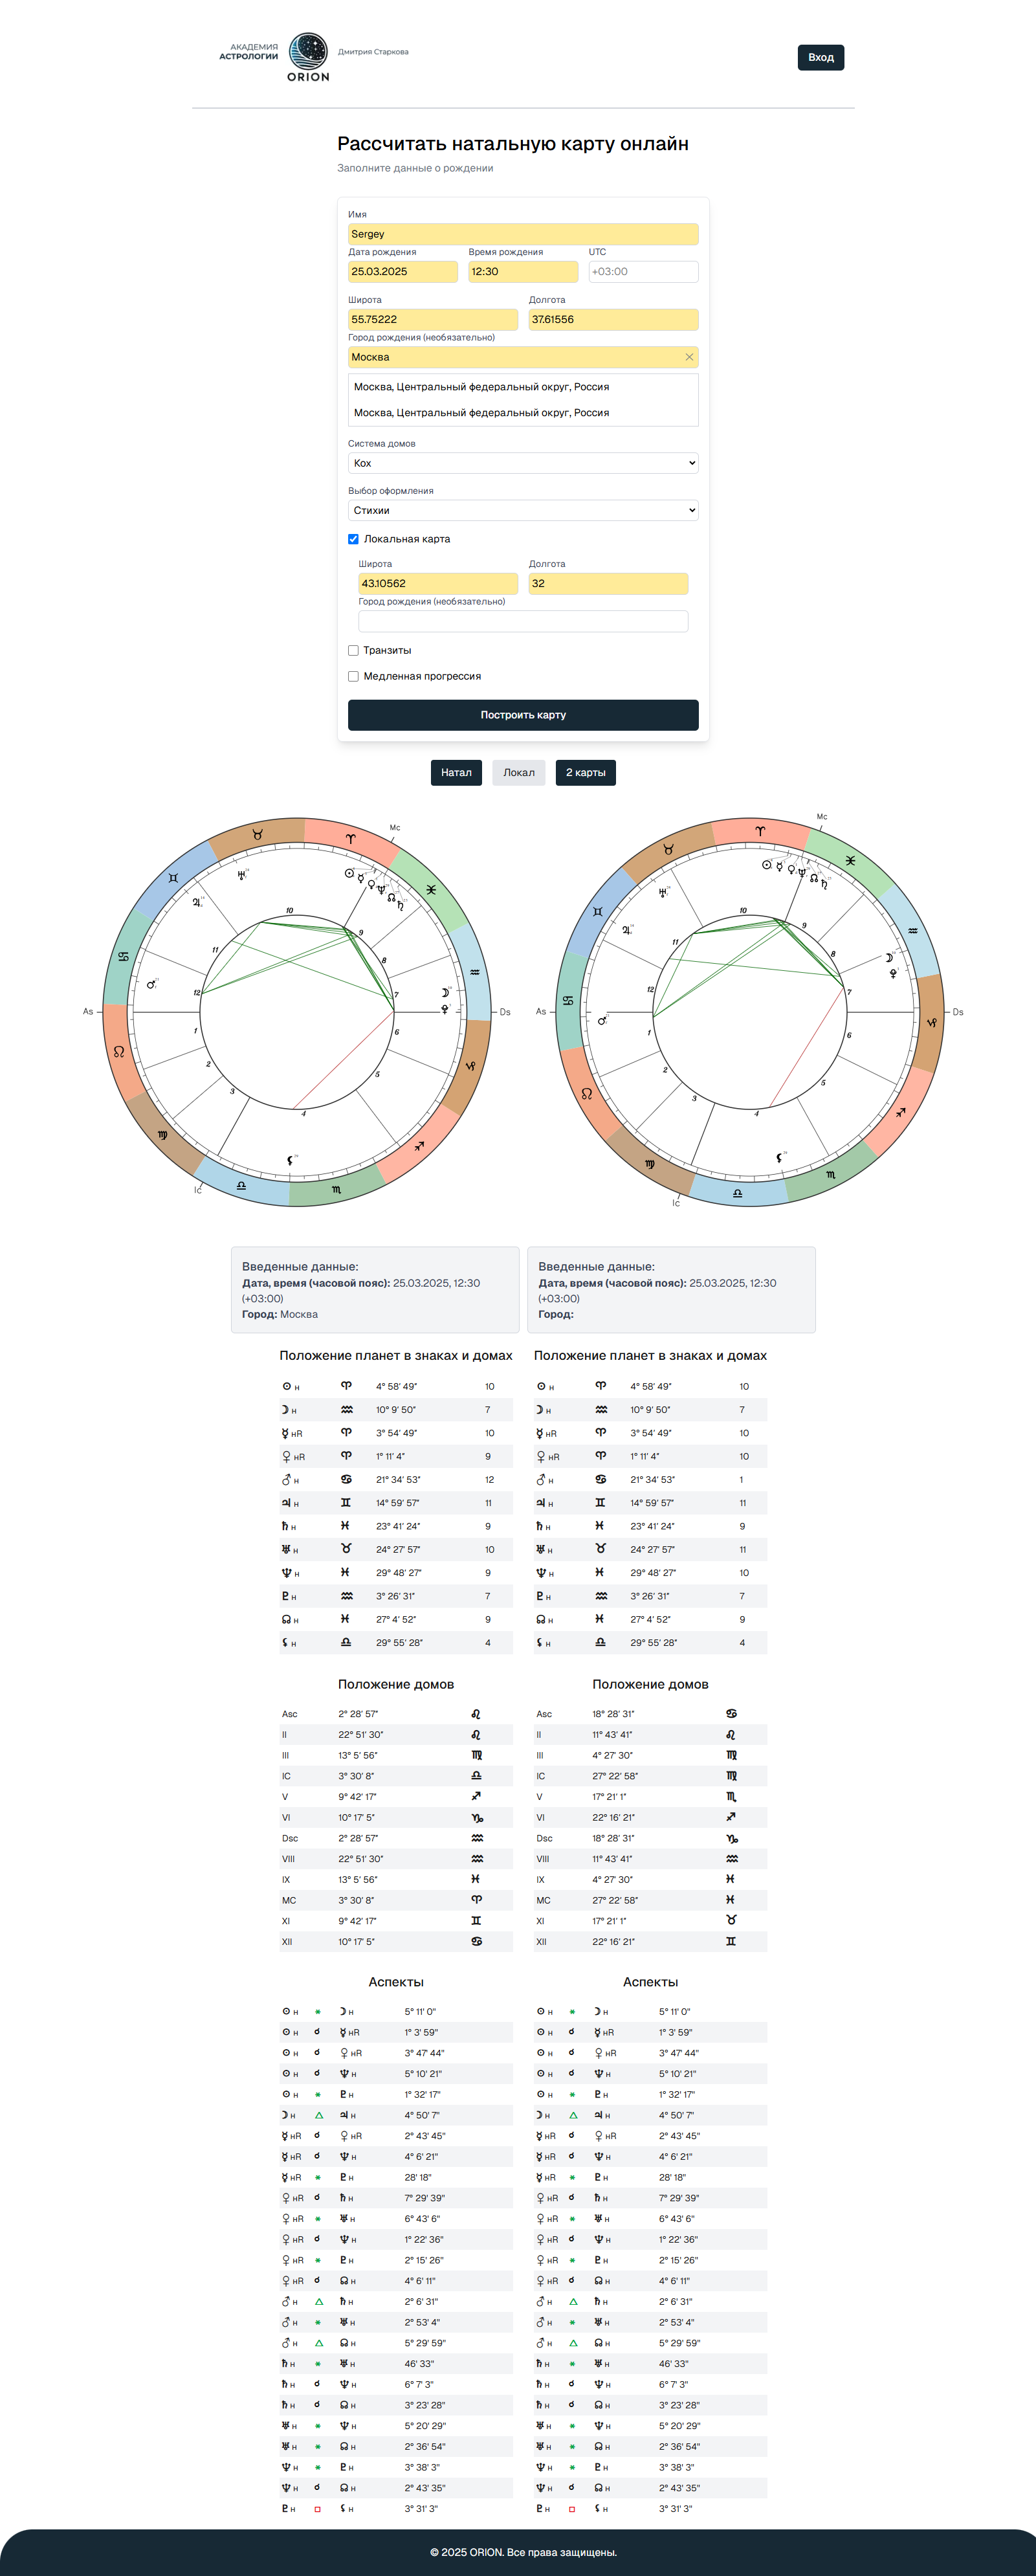 АКАДЕМИЯ
АСТРОЛОГИИ
ORION
Дмитрия Старкова
Вход
Рассчитать натальную карту онлайн
Заполните данные о рождении
Имя
Sergey
Дата рождения Время рождения UTC
25.03.2025 12:30 +03:00
Широта Долгота
55.75222 37.61556
Город рождения (необязательно)
Москва
Москва, Центральный федеральный округ, Россия
Москва, Центральный федеральный округ, Россия
Система домов
Кох
Выбор оформления
Стихии
Локальная карта
Широта Долгота
43.10562 32
Город рождения (необязательно)
Транзиты
Медленная прогрессия
Построить карту
Натал Локал 2 карты
Mc
10
9
11
8
12
7
As
Ds
1
6
2
5
3
4
Ic
Mc
10
9
11
8
12
7
As
Ds
1
6
2
5
3
4
Ic
Введенные данные:
Дата, время (часовой пояс): 25.03.2025, 12:30
(+03:00)
Город: Москва
Введенные данные:
Дата, время (часовой пояс): 25.03.2025, 12:30
(+03:00)
Город:
Положение планет в знаках и домах
☉ Н ♈ 4° 58' 49" 10
☽ Н ♒ 10° 9' 50" 7
☿ НR ♈ 3° 54' 49" 10
♀ НR ♈ 1° 11' 4" 9
♂ Н ♋ 21° 34' 53" 12
♃ Н ♊ 14° 59' 57" 11
♄ Н ♓ 23° 41' 24" 9
♅ Н ♉ 24° 27' 57" 10
♆ Н ♓ 29° 48' 27" 9
♇ Н ♒ 3° 26' 31" 7
☊ Н ♓ 27° 4' 52" 9
⚸ Н ♎ 29° 55' 28" 4
Положение домов
Asc 2° 28' 57" ♌
II 22° 51' 30" ♌
III 13° 5' 56" ♍
IC 3° 30' 8" ♎
V 9° 42' 17" ♐
VI 10° 17' 5" ♑
Dsc 2° 28' 57" ♒
VIII 22° 51' 30" ♒
IX 13° 5' 56" ♓
MC 3° 30' 8" ♈
XI 9° 42' 17" ♊
XII 10° 17' 5" ♋
Аспекты
☉ Н ⚹ ☽ Н 5° 11' 0"
☉ Н ☌ ☿ НR 1° 3' 59"
☉ Н ☌ ♀ НR 3° 47' 44"
☉ Н ☌ ♆ Н 5° 10' 21"
☉ Н ⚹ ♇ Н 1° 32' 17"
☽ Н △ ♃ Н 4° 50' 7"
☿ НR ☌ ♀ НR 2° 43' 45"
☿ НR ☌ ♆ Н 4° 6' 21"
☿ НR ⚹ ♇ Н 28' 18"
♀ НR ☌ ♄ Н 7° 29' 39"
♀ НR ⚹ ♅ Н 6° 43' 6"
♀ НR ☌ ♆ Н 1° 22' 36"
♀ НR ⚹ ♇ Н 2° 15' 26"
♀ НR ☌ ☊ Н 4° 6' 11"
♂ Н △ ♄ Н 2° 6' 31"
♂ Н ⚹ ♅ Н 2° 53' 4"
♂ Н △ ☊ Н 5° 29' 59"
♄ Н ⚹ ♅ Н 46' 33"
♄ Н ☌ ♆ Н 6° 7' 3"
♄ Н ☌ ☊ Н 3° 23' 28"
♅ Н ⚹ ♆ Н 5° 20' 29"
♅ Н ⚹ ☊ Н 2° 36' 54"
♆ Н ⚹ ♇ Н 3° 38' 3"
♆ Н ☌ ☊ Н 2° 43' 35"
♇ Н □ ⚸ Н 3° 31' 3"
Положение планет в знаках и домах
☉ Н ♈ 4° 58' 49" 10
☽ Н ♒ 10° 9' 50" 7
☿ НR ♈ 3° 54' 49" 10
♀ НR ♈ 1° 11' 4" 10
♂ Н ♋ 21° 34' 53" 1
♃ Н ♊ 14° 59' 57" 11
♄ Н ♓ 23° 41' 24" 9
♅ Н ♉ 24° 27' 57" 11
♆ Н ♓ 29° 48' 27" 10
♇ Н ♒ 3° 26' 31" 7
☊ Н ♓ 27° 4' 52" 9
⚸ Н ♎ 29° 55' 28" 4
Положение домов
Asc 18° 28' 31" ♋
II 11° 43' 41" ♌
III 4° 27' 30" ♍
IC 27° 22' 58" ♍
V 17° 21' 1" ♏
VI 22° 16' 21" ♐
Dsc 18° 28' 31" ♑
VIII 11° 43' 41" ♒
IX 4° 27' 30" ♓
MC 27° 22' 58" ♓
XI 17° 21' 1" ♉
XII 22° 16' 21" ♊
Аспекты
☉ Н ⚹ ☽ Н 5° 11' 0"
☉ Н ☌ ☿ НR 1° 3' 59"
☉ Н ☌ ♀ НR 3° 47' 44"
☉ Н ☌ ♆ Н 5° 10' 21"
☉ Н ⚹ ♇ Н 1° 32' 17"
☽ Н △ ♃ Н 4° 50' 7"
☿ НR ☌ ♀ НR 2° 43' 45"
☿ НR ☌ ♆ Н 4° 6' 21"
☿ НR ⚹ ♇ Н 28' 18"
♀ НR ☌ ♄ Н 7° 29' 39"
♀ НR ⚹ ♅ Н 6° 43' 6"
♀ НR ☌ ♆ Н 1° 22' 36"
♀ НR ⚹ ♇ Н 2° 15' 26"
♀ НR ☌ ☊ Н 4° 6' 11"
♂ Н △ ♄ Н 2° 6' 31"
♂ Н ⚹ ♅ Н 2° 53' 4"
♂ Н △ ☊ Н 5° 29' 59"
♄ Н ⚹ ♅ Н 46' 33"
♄ Н ☌ ♆ Н 6° 7' 3"
♄ Н ☌ ☊ Н 3° 23' 28"
♅ Н ⚹ ♆ Н 5° 20' 29"
♅ Н ⚹ ☊ Н 2° 36' 54"
♆ Н ⚹ ♇ Н 3° 38' 3"
♆ Н ☌ ☊ Н 2° 43' 35"
♇ Н □ ⚸ Н 3° 31' 3"
© 2025 ORION. Все права защищены.